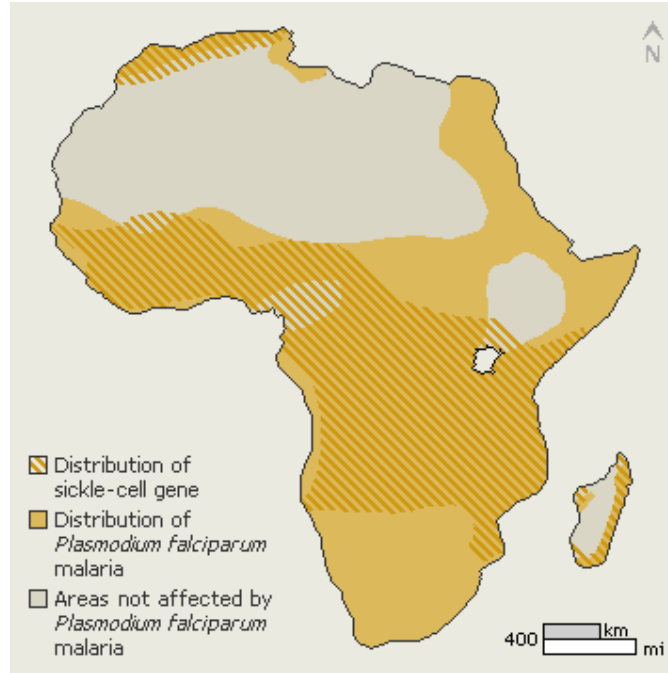 N
Distribution of
sickle-cell gene
Distribution of
Plasmodium falciparum
malaria
Areas not affected by
Plasmodium falciparum
malaria
400 km
mi